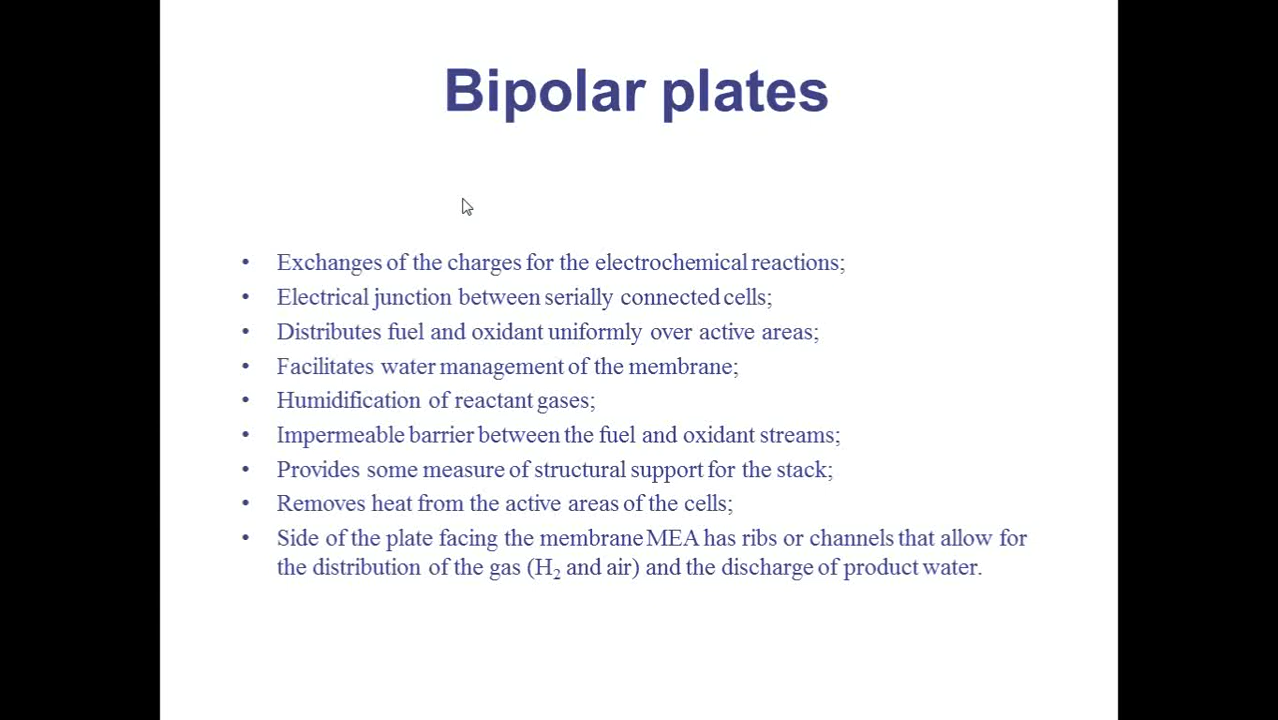 Bipolar plates
• Exchanges of the charges for the electrochemical reactions;
• Electrical junction between serially connected cells;
• Distributes fuel and oxidant uniformly over active areas;
• Facilitates water management of the membrane;
• Humidification of reactant gases;
• Impermeable barrier between the fuel and oxidant streams;
• Provides some measure of structural support for the stack;
• Removes heat from the active areas of the cells;
• Side of the plate facing the membrane MEA has ribs or channels that allow for
the distribution of the gas (H₂ and air) and the discharge of product water.